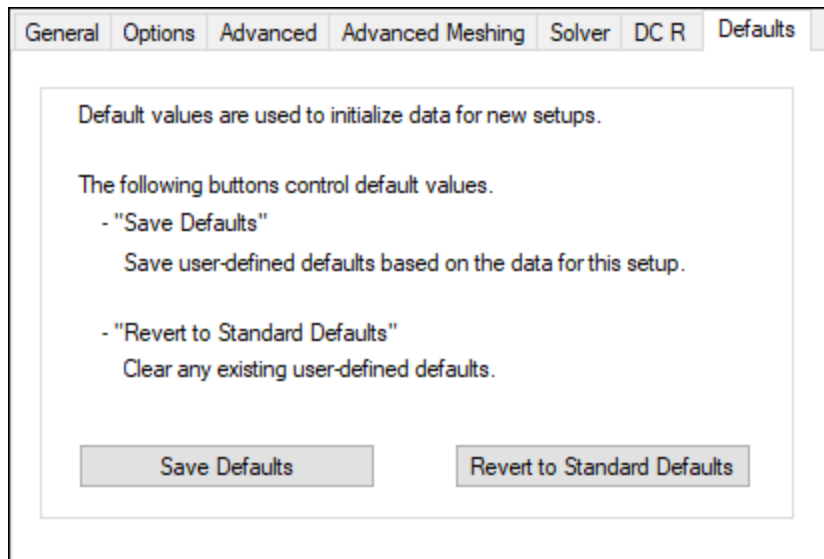 General Options Advanced Advanced Meshing Solver DC R Defaults
Default values are used to initialize data for new setups.
The following buttons control default values.
- "Save Defaults"
Save user-defined defaults based on the data for this setup.
- "Revert to Standard Defaults"
Clear any existing user-defined defaults.
Save Defaults Revert to Standard Defaults